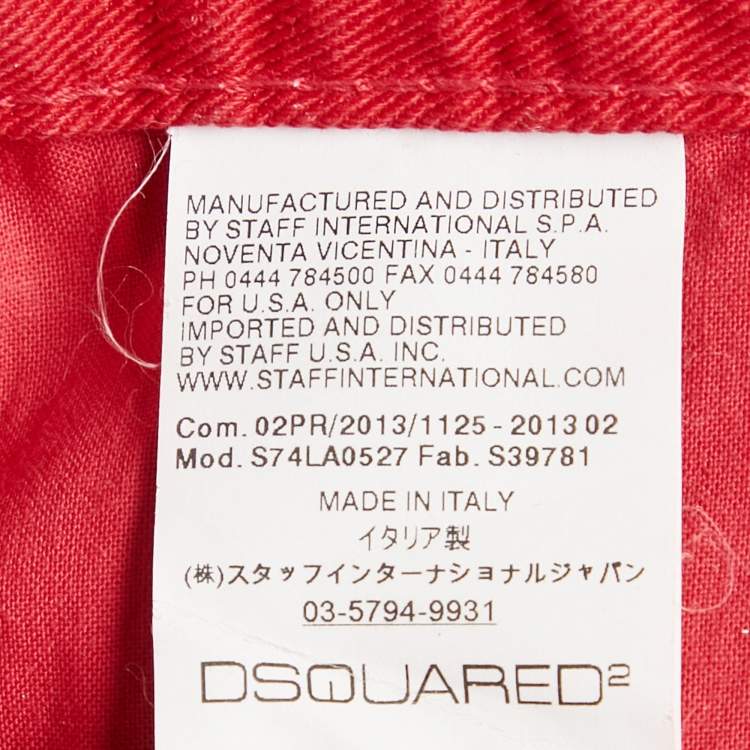 MANUFACTURED AND DISTRIBUTED
BY STAFF INTERNATIONAL S.P.A.
NOVENTA VICENTINA - ITALY
PH 0444 784500 FAX 0444 784580
FOR U.S.A. ONLY
IMPORTED AND DISTRIBUTED
BY STAFF U.S.A. INC.
WWW.STAFFINTERNATIONAL.COM
Com. 02PR/2013/1125 - 2013 02
Mod. S74LA0527 Fab. S39781
MADE IN ITALY
イタリア製
(株)スタッフインターナショナルジャパン
03-5794-9931
DSQUARED2